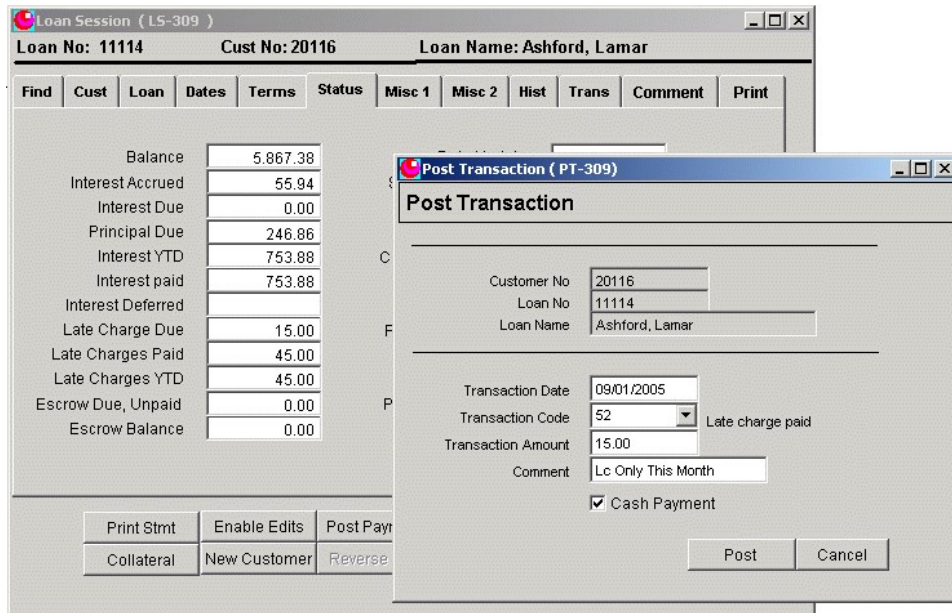 Loan Session ( LS-309 )
Loan No: 11114 Cust No: 20116 Loan Name: Ashford, Lamar
Find Cust Loan Dates Terms Status Misc 1 Misc 2 Hist Trans Comment Print
Balance 5.867.38
Interest Accrued 55.94
Interest Due 0.00
Principal Due 246.86
Interest YTD 753.88
Interest paid 753.88
Interest Deferred
Late Charge Due 15.00
Late Charges Paid 45.00
Late Charges YTD 45.00
Escrow Due, Unpaid 0.00
Escrow Balance 0.00
Print Stmt Enable Edits Post Payr
Collateral New Customer Reverse
Post Transaction ( PT-309)
Post Transaction
Customer No 20116
Loan No 11114
Loan Name Ashford, Lamar
Transaction Date 09/01/2005
Transaction Code 52 Late charge paid
Transaction Amount 15.00
Comment Lc Only This Month
Cash Payment
Post Cancel